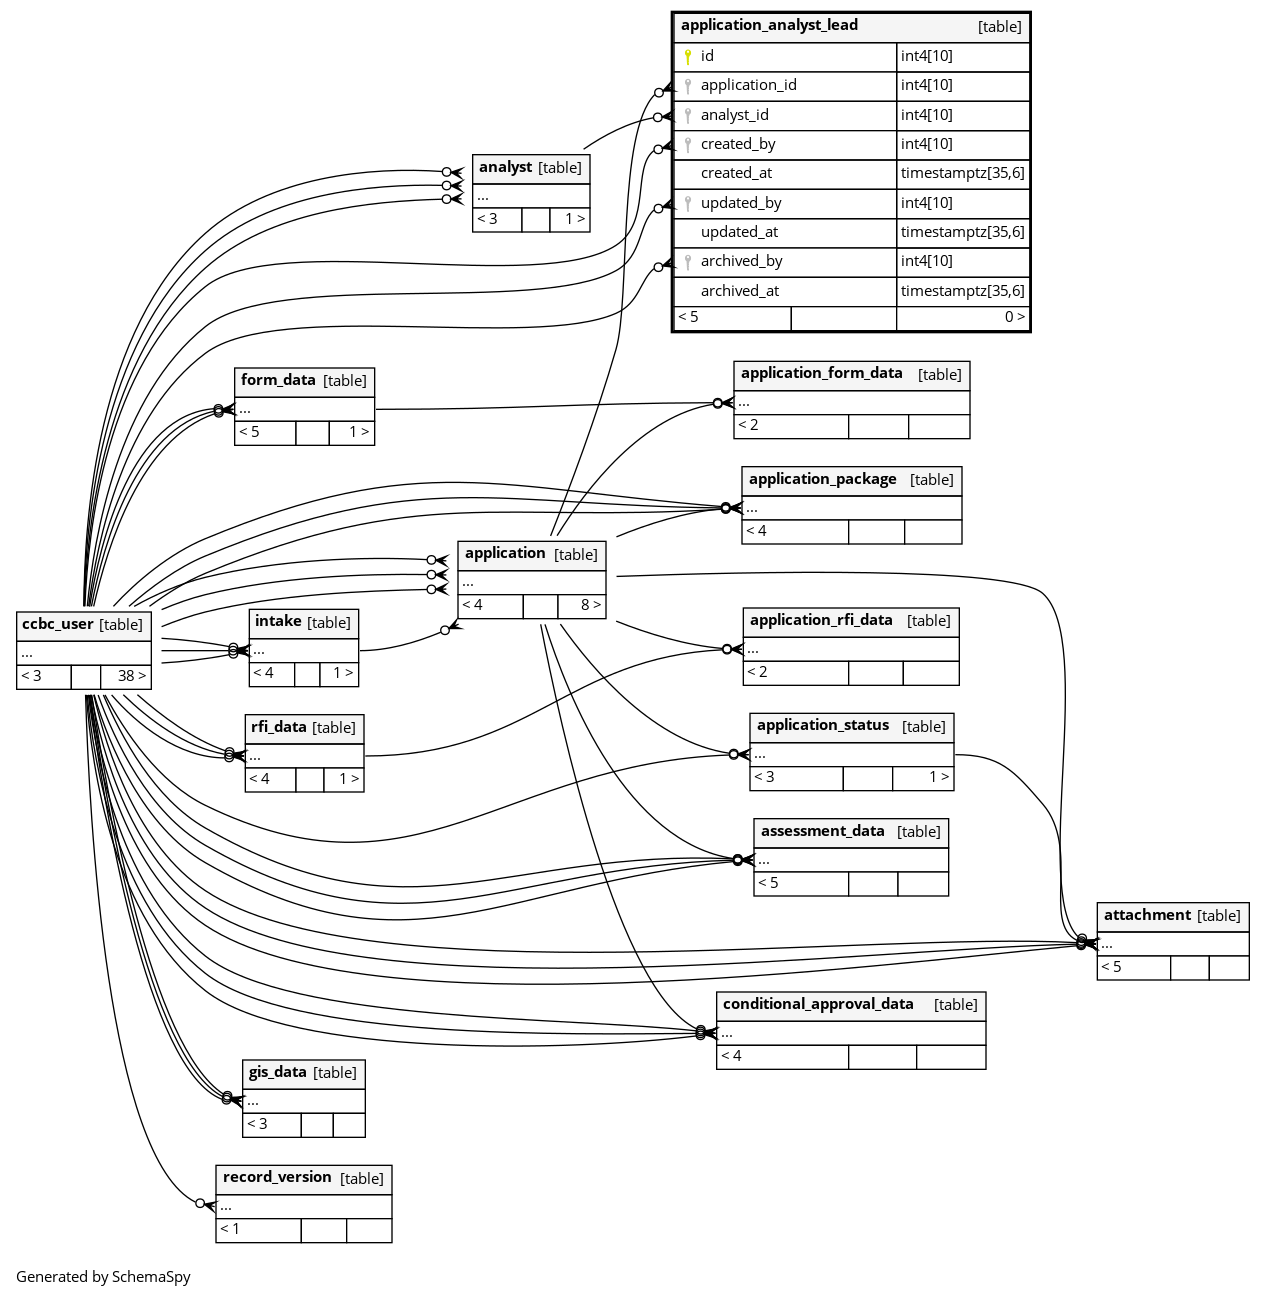 application_analyst_lead [table]
id int4[10]
application_id int4[10]
analyst_id int4[10]
created_by int4[10]
created_at timestamptz[35,6]
updated_by int4[10]
updated_at timestamptz[35,6]
archived_by int4[10]
archived_at timestamptz[35,6]
< 5 0 >
analyst [table]
...
< 3 1 >
form_data [table]
...
< 5 1 >
application_form_data [table]
...
< 2
application_package [table]
...
< 4
application [table]
...
< 4 8 >
ccbc_user [table]
...
< 3 38 >
intake [table]
...
< 4 1 >
application_rfi_data [table]
...
< 2
rfi_data [table]
...
< 4 1 >
application_status [table]
...
< 3 1 >
assessment_data [table]
...
< 5
attachment [table]
...
< 5
conditional_approval_data [table]
...
< 4
gis_data [table]
...
< 3
record_version [table]
...
< 1
Generated by SchemaSpy